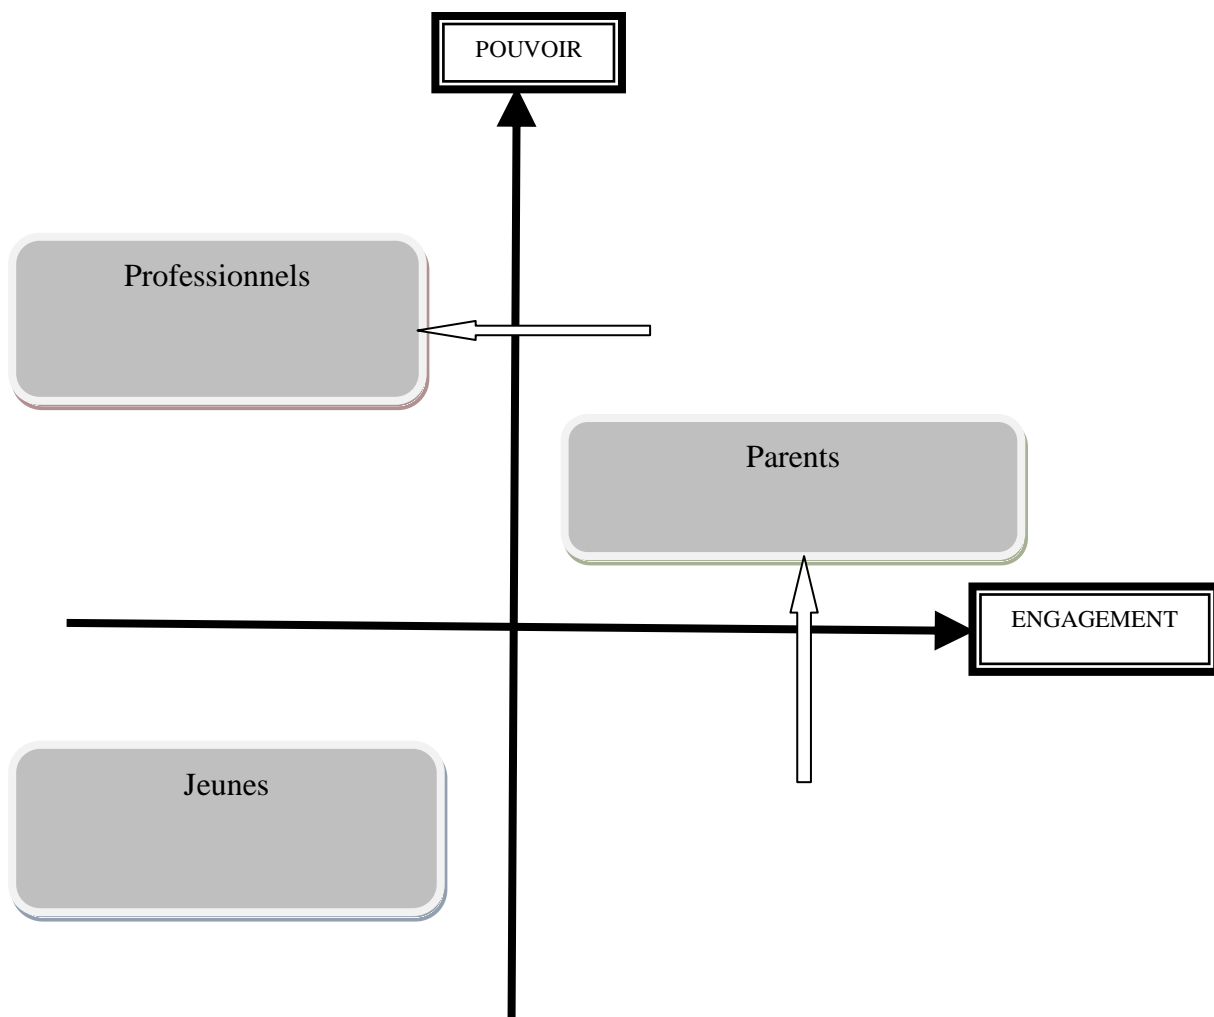 POUVOIR
Professionnels
Parents
ENGAGEMENT
Jeunes